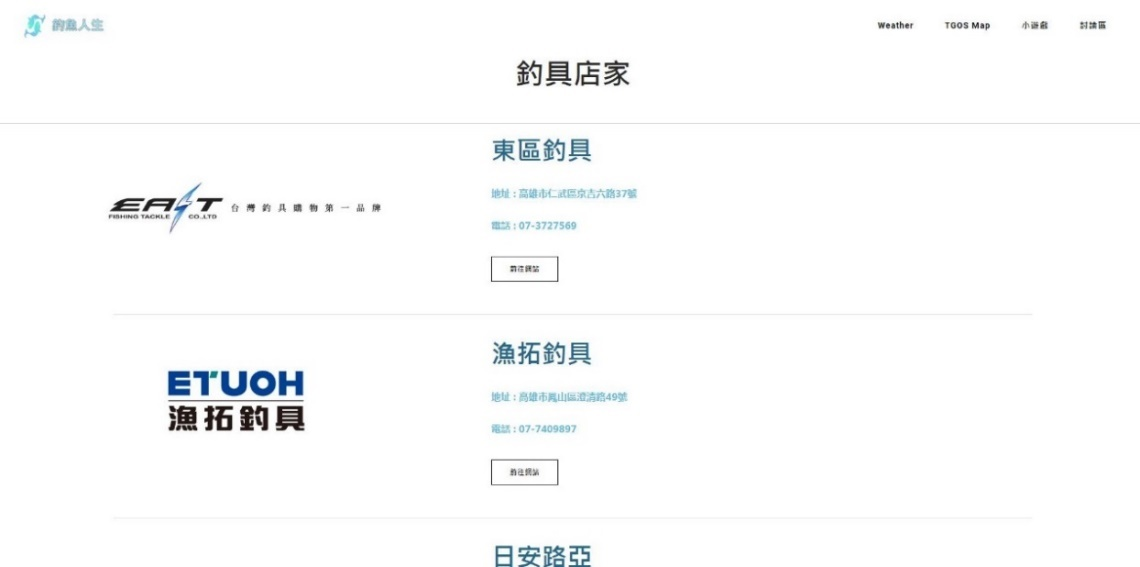 釣魚人生
Weather
TGOS Map
小遊戲
討論區
釣具店家
東區釣具
EAST
FISHING TACKLE CO.,LTD
台灣釣具購物第一品牌
地址：高雄市仁武區京吉六路37號
電話：07-3727569
前往網站
漁拓釣具
ETUOH
漁拓釣具
地址：高雄市鳳山區澄清路49號
電話：07-7409897
前往網站
日安路亞